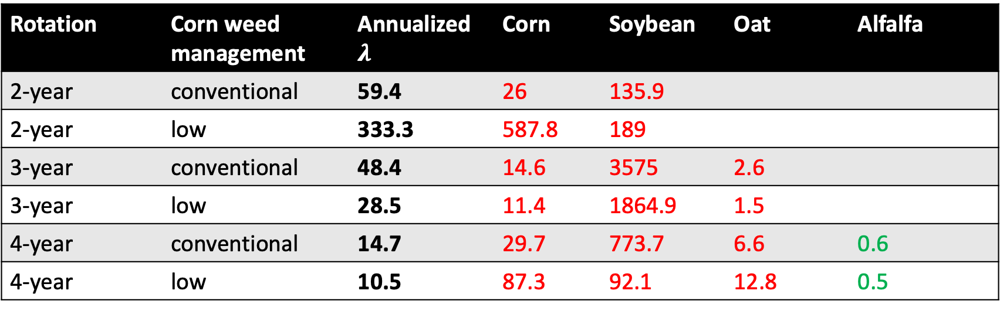 Rotation Corn weed management Annualized λ Corn Soybean Oat Alfalfa
2-year conventional 59.4 26 135.9
2-year low 333.3 587.8 189
3-year conventional 48.4 14.6 3575 2.6
3-year low 28.5 11.4 1864.9 1.5
4-year conventional 14.7 29.7 773.7 6.6 0.6
4-year low 10.5 87.3 92.1 12.8 0.5